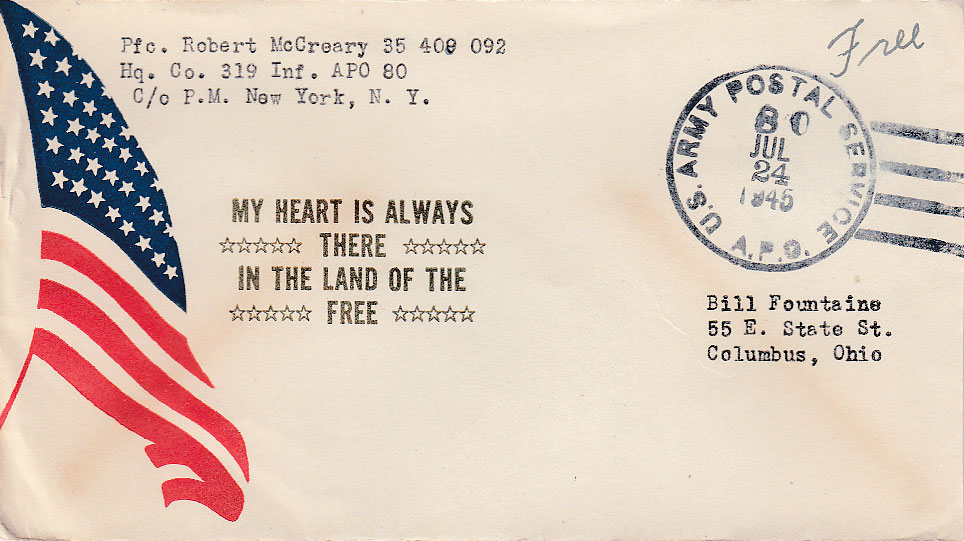 Pfc. Robert McCreary 35 408 092
Hq. Co. 319 Inf. APO 80
C/o P.M. New York, N. Y.
Free
U.S. ARMY POSTAL SERVICE
80
JUL
24
1945
A.P.O.
MY HEART IS ALWAYS
☆☆☆☆☆ THERE ☆☆☆☆☆
IN THE LAND OF THE
☆☆☆☆☆ FREE ☆☆☆☆☆
Bill Fountaine
55 E. State St.
Columbus, Ohio